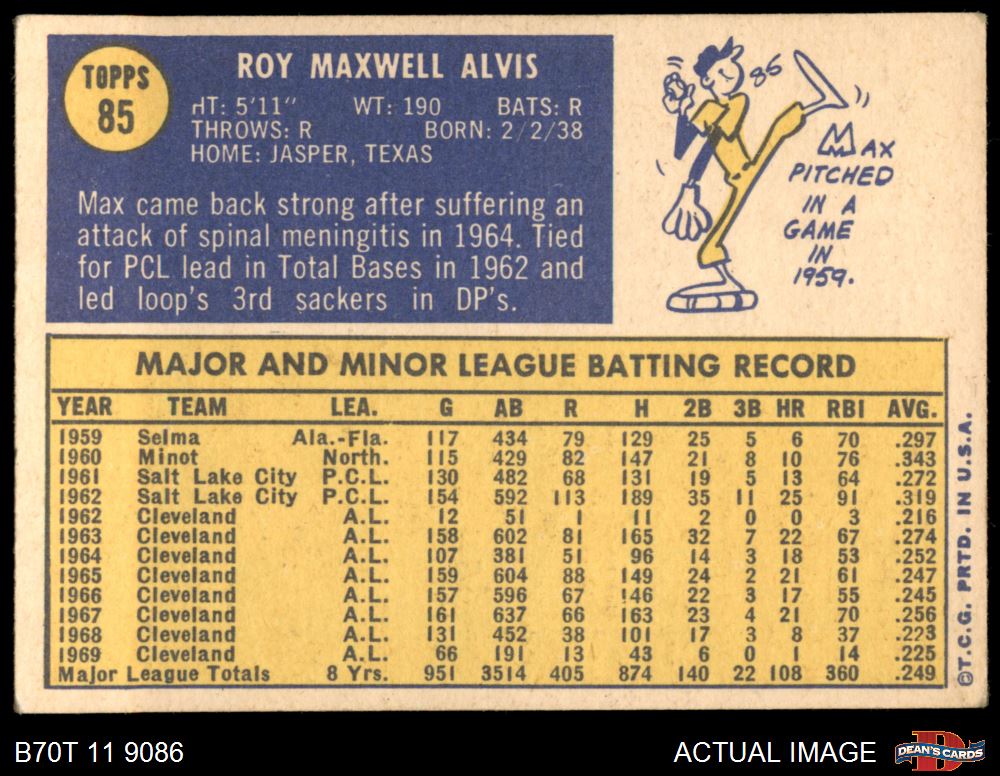 TOPPS
85
ROY MAXWELL ALVIS
HT: 5'11" WT: 190 BATS: R
THROWS: R BORN: 2/2/38
HOME: JASPER, TEXAS
Max came back strong after suffering an
attack of spinal meningitis in 1964. Tied
for PCL lead in Total Bases in 1962 and
led loop's 3rd sackers in DP's.
85
MAX
PITCHED
IN A
GAME
IN
1959.
MAJOR AND MINOR LEAGUE BATTING RECORD
YEAR TEAM LEA. G AB R H 2B 3B HR RBI AVG.
1959 Selma Ala.-Fla. 117 434 79 129 25 5 6 70 .297
1960 Minot North. 115 429 82 147 21 8 10 76 .343
1961 Salt Lake City P.C.L. 130 482 68 131 19 5 13 64 .272
1962 Salt Lake City P.C.L. 154 592 113 189 35 11 25 91 .319
1962 Cleveland A.L. 12 51 1 11 2 0 0 3 .216
1963 Cleveland A.L. 158 602 81 165 32 7 22 67 .274
1964 Cleveland A.L. 107 381 51 96 14 3 18 53 .252
1965 Cleveland A.L. 159 604 88 149 24 2 21 61 .247
1966 Cleveland A.L. 157 596 67 146 22 3 17 55 .245
1967 Cleveland A.L. 161 637 66 163 23 4 21 70 .256
1968 Cleveland A.L. 131 452 38 101 17 3 8 37 .223
1969 Cleveland A.L. 66 191 13 43 6 0 1 14 .225
Major League Totals 8 Yrs. 951 3514 405 874 140 22 108 360 .249
©T.C.G. PRTD. IN U.S.A.
B70T 11 9086
ACTUAL IMAGE
DEAN'S CARDS